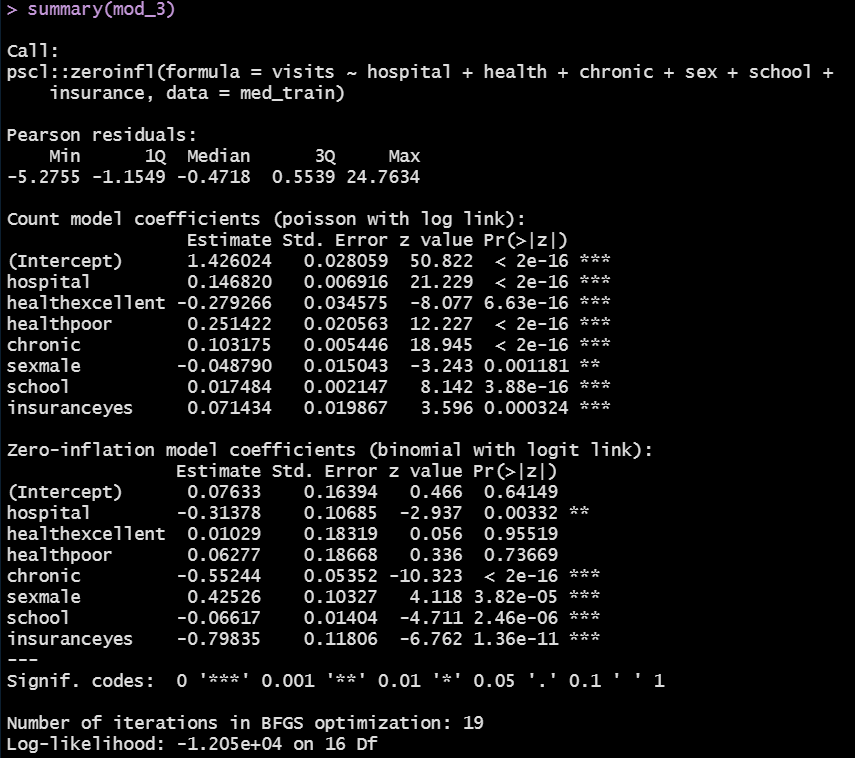 > summary(mod_3)
Call:
pscl::zeroinfl(formula = visits ~ hospital + health + chronic + sex + school +
    insurance, data = med_train)
Pearson residuals:
    Min      1Q  Median      3Q     Max
-5.2755 -1.1549 -0.4718  0.5539 24.7634
Count model coefficients (poisson with log link):
                 Estimate Std. Error z value Pr(>|z|)
(Intercept)      1.426024   0.028059  50.822  < 2e-16 ***
hospital         0.146820   0.006916  21.229  < 2e-16 ***
healthexcellent -0.279266   0.034575  -8.077 6.63e-16 ***
healthpoor       0.251422   0.020563  12.227  < 2e-16 ***
chronic          0.103175   0.005446  18.945  < 2e-16 ***
sexmale         -0.048790   0.015043  -3.243 0.001181 **
school           0.017484   0.002147   8.142 3.88e-16 ***
insuranceyes     0.071434   0.019867   3.596 0.000324 ***
Zero-inflation model coefficients (binomial with logit link):
                Estimate Std. Error z value Pr(>|z|)
(Intercept)      0.07633    0.16394   0.466  0.64149
hospital        -0.31378    0.10685  -2.937  0.00332 **
healthexcellent  0.01029    0.18319   0.056  0.95519
healthpoor       0.06277    0.18668   0.336  0.73669
chronic         -0.55244    0.05352 -10.323  < 2e-16 ***
sexmale          0.42526    0.10327   4.118 3.82e-05 ***
school          -0.06617    0.01404  -4.711 2.46e-06 ***
insuranceyes    -0.79835    0.11806  -6.762 1.36e-11 ***
---
Signif. codes:  0 '***' 0.001 '**' 0.01 '*' 0.05 '.' 0.1 ' ' 1
Number of iterations in BFGS optimization: 19
Log-likelihood: -1.205e+04 on 16 Df